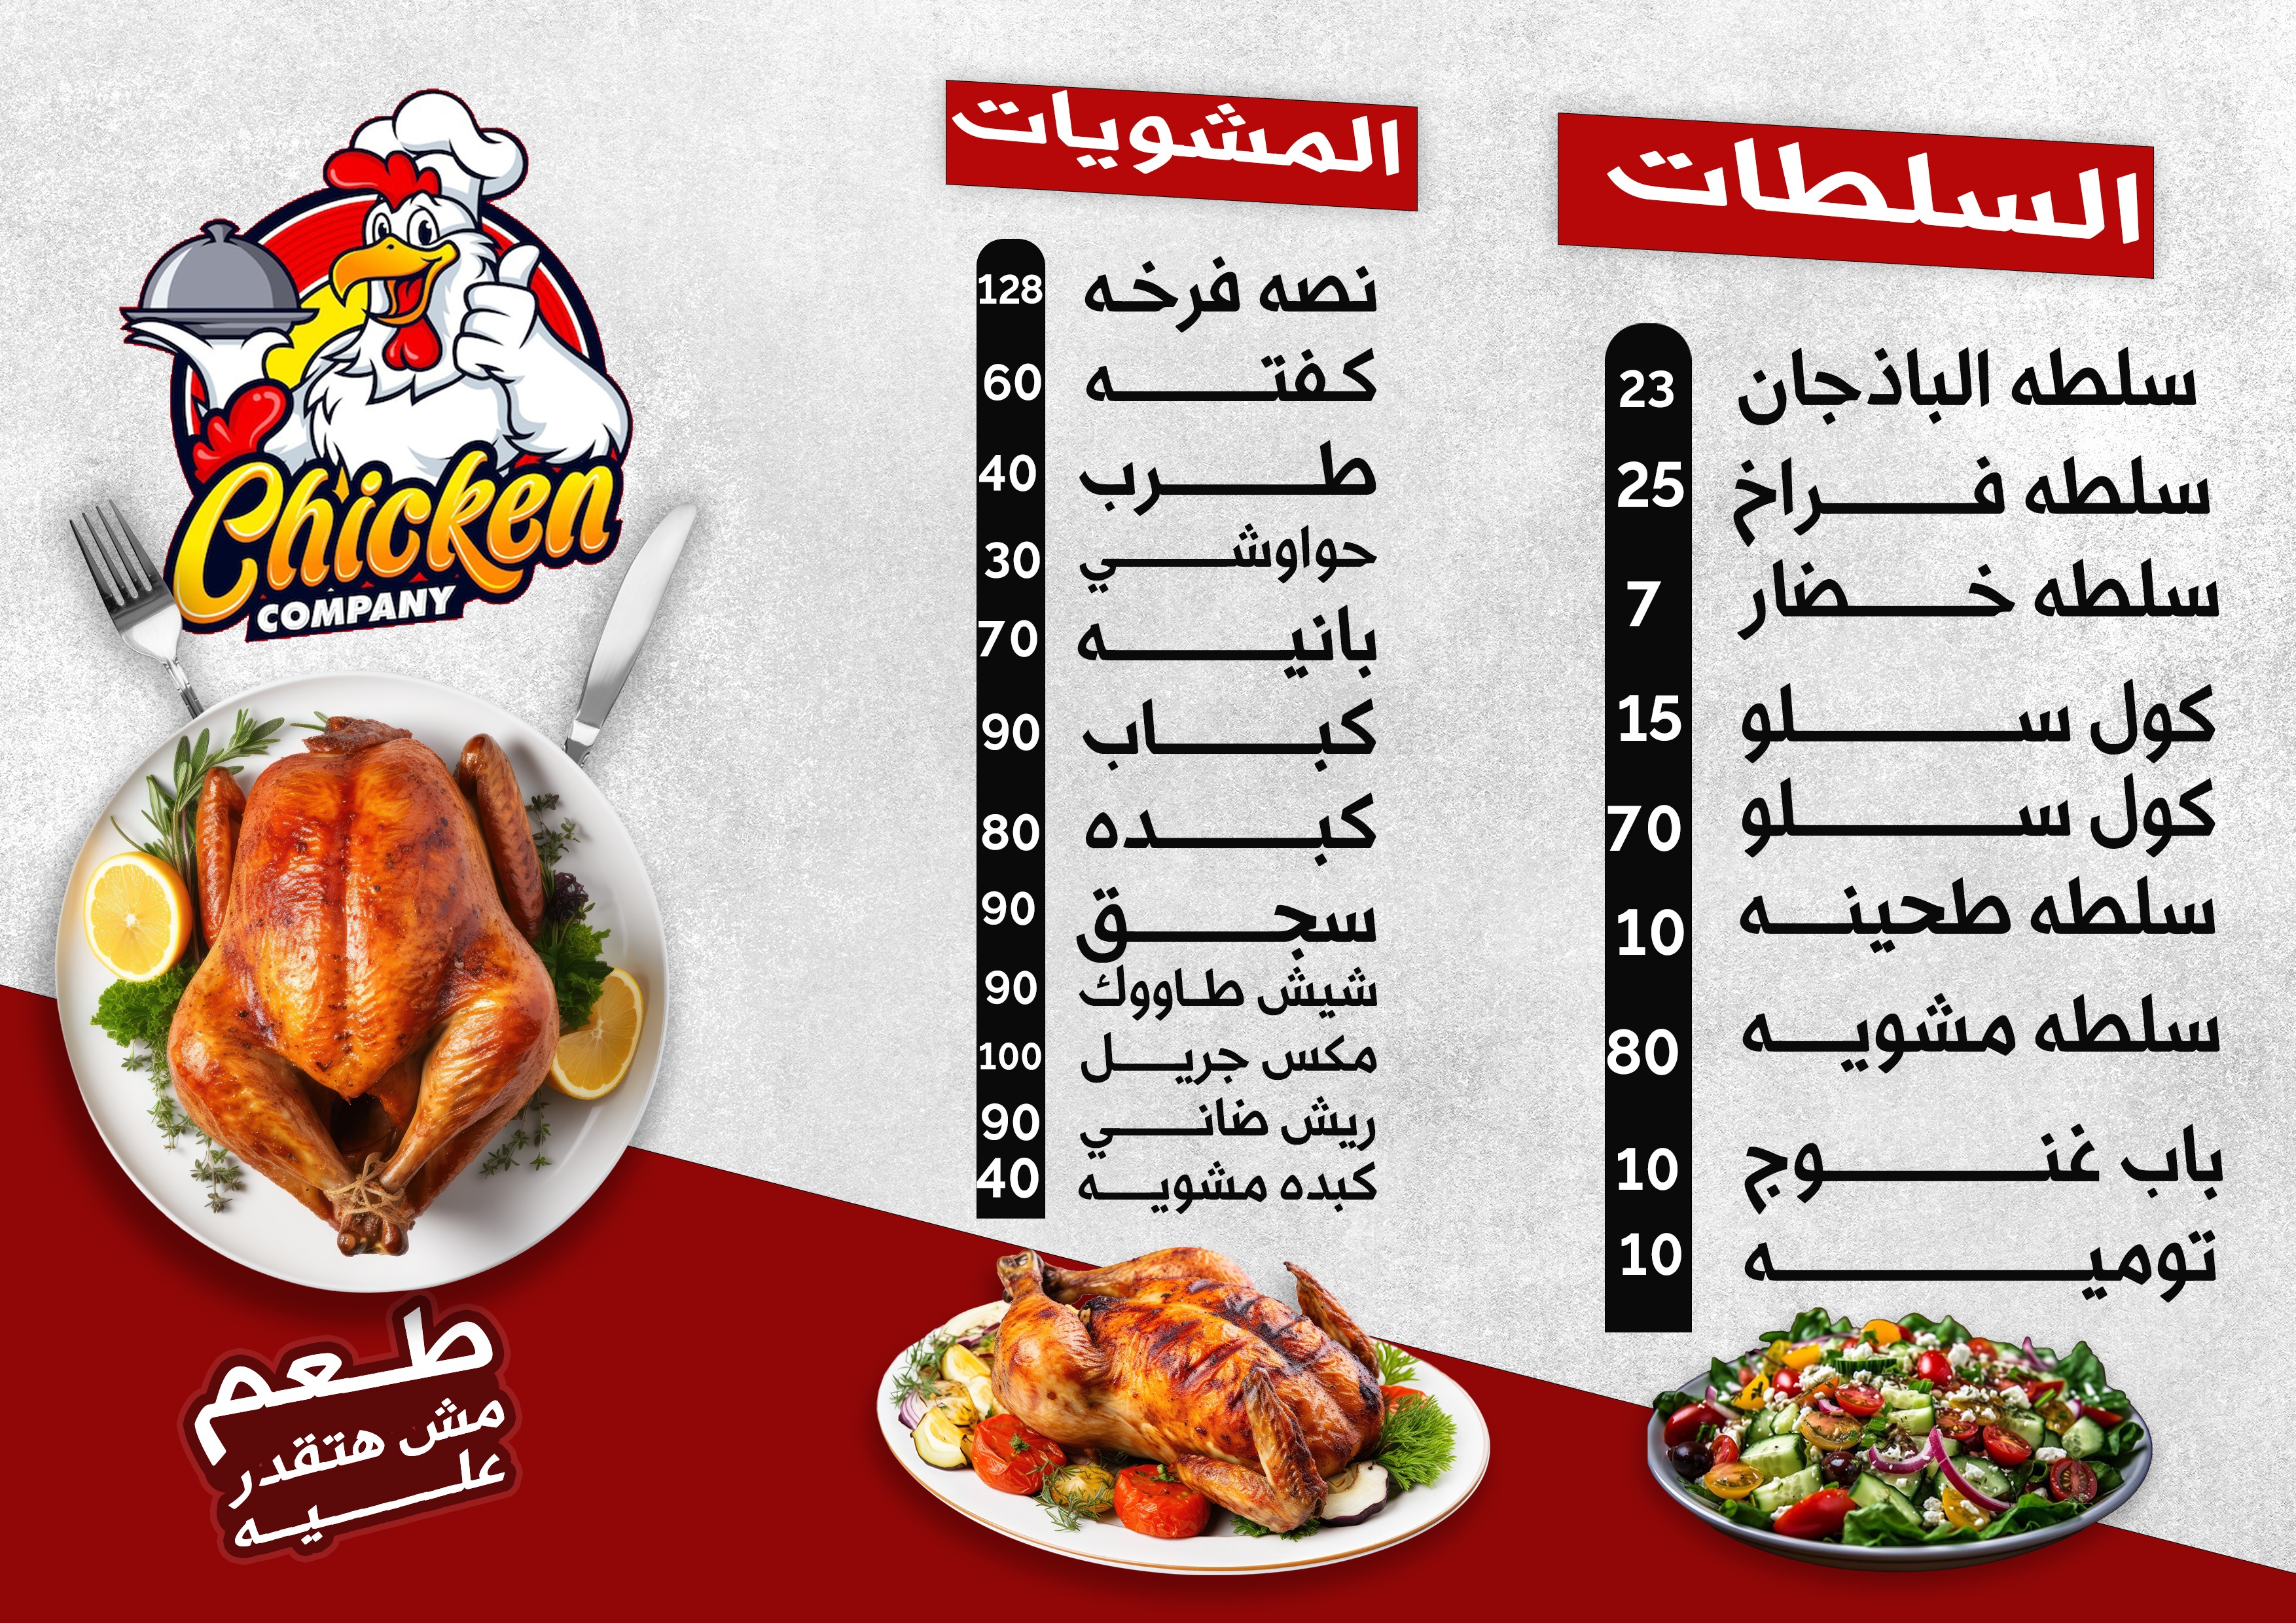 السلطات
سلطه الباذجان 23
سلطه فراخ 25
سلطه خضار 7
كول سلو 15
كول سلو 70
سلطه طحينه 10
سلطه مشويه 80
باب غنوج 10
توميه 10
المشويات
نصه فرخه 128
كفته 60
طرب 40
حواوشي 30
بانيه 70
كباب 90
كبده 80
سجق 90
شيش طاووك 90
مكس جريل 100
ريش ضاني 90
كبده مشويه 40
Chicken
COMPANY
طعم
مش هتقدر
عليه